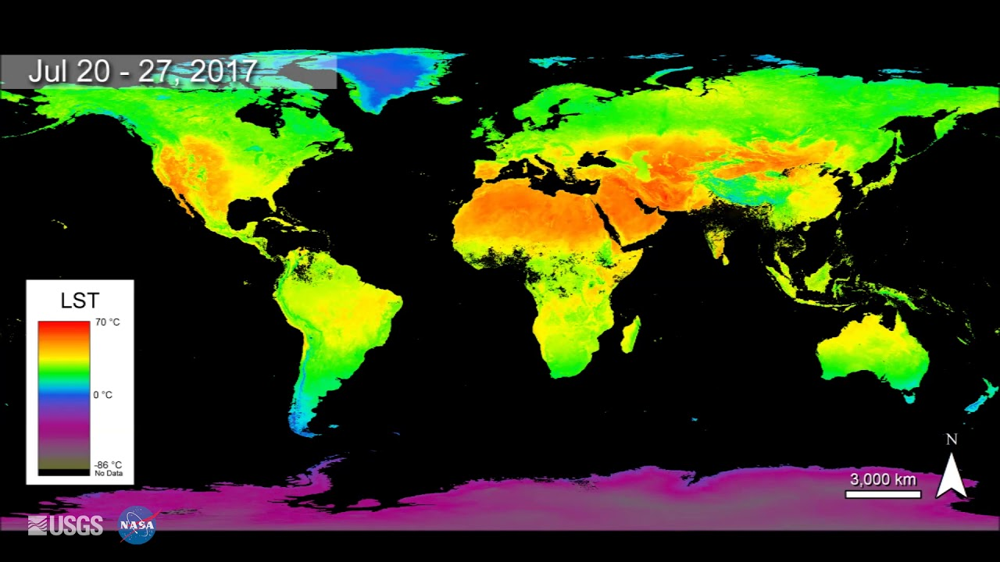 Jul 20 - 27, 2017
LST
70 °C
0 °C
-86 °C
No Data
N
3,000 km
USGS
NASA